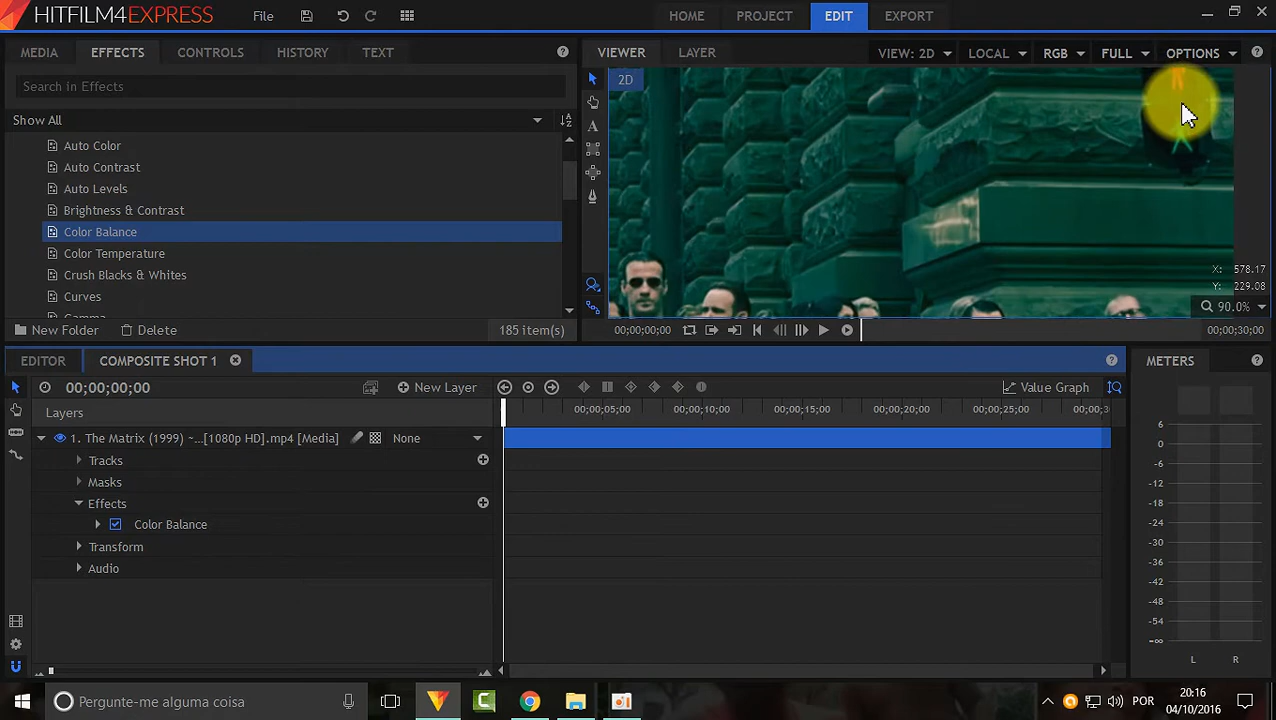 HITFILM4EXPRESS
File
HOME
PROJECT
EDIT
EXPORT
MEDIA
EFFECTS
CONTROLS
HISTORY
TEXT
Search in Effects
Show All
Auto Color
Auto Contrast
Auto Levels
Brightness & Contrast
Color Balance
Color Temperature
Crush Blacks & Whites
Curves
Gamma
New Folder
Delete
185 item(s)
VIEWER
LAYER
VIEW: 2D
LOCAL
RGB
FULL
OPTIONS
2D
X: 578.17
Y: 229.08
90.0%
00;00;00;00
00;00;30;00
EDITOR
COMPOSITE SHOT 1
00;00;00;00
New Layer
Value Graph
Layers
00;00;05;00
00;00;10;00
00;00;15;00
00;00;20;00
00;00;25;00
00;00;30
1. The Matrix (1999) ~...[1080p HD].mp4 [Media]
None
Tracks
Masks
Effects
Color Balance
Transform
Audio
METERS
6
0
-6
-12
-18
-24
-30
-36
-42
-48
-54
-∞
L
R
Pergunte-me alguma coisa
POR
20:16
04/10/2016